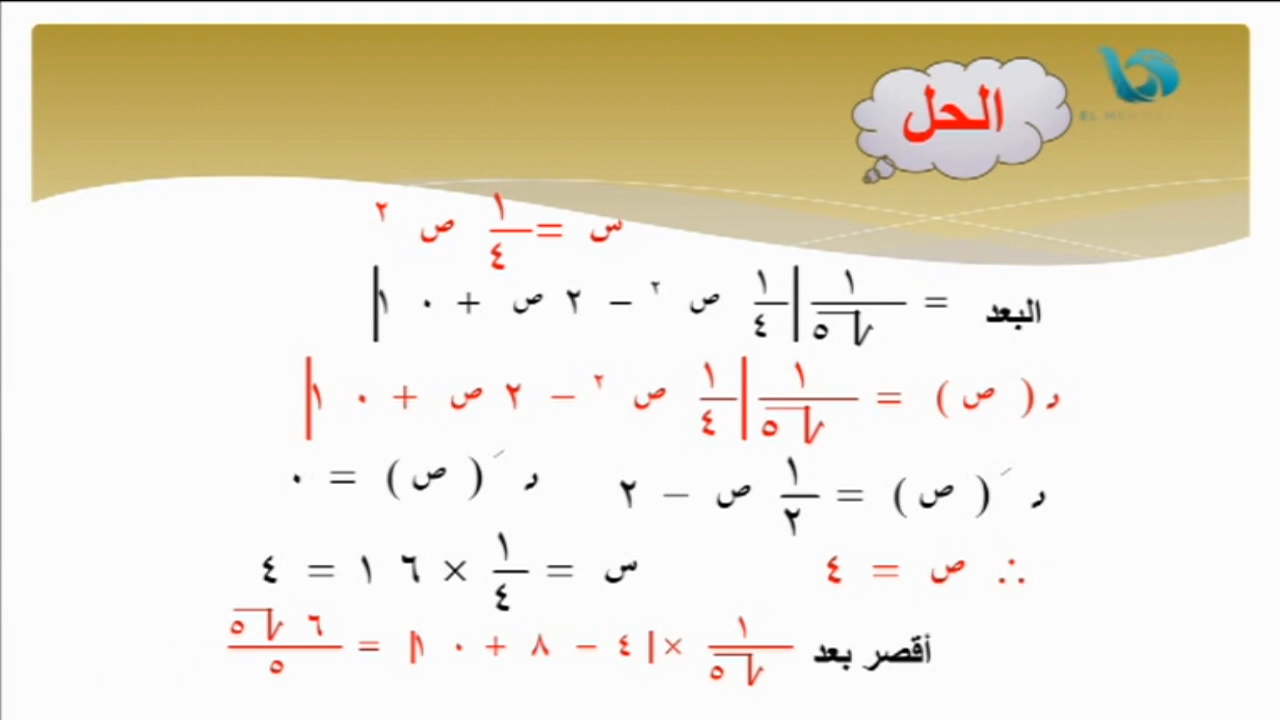 الحل
س = ١/٤ ص ٢
البعد = ١/√٥ | ١/٤ ص ٢ − ٢ ص + ١٠ |
د ( ص ) = ١/√٥ | ١/٤ ص ٢ − ٢ ص + ١٠ |
دَ ( ص ) = ١/٢ ص − ٢ دَ ( ص ) = ٠
∴ ص = ٤ س = ١/٤ × ١٦ = ٤
أقصر بعد ١/√٥ × | ٤ − ٨ + ١٠ | = ٦√٥/٥